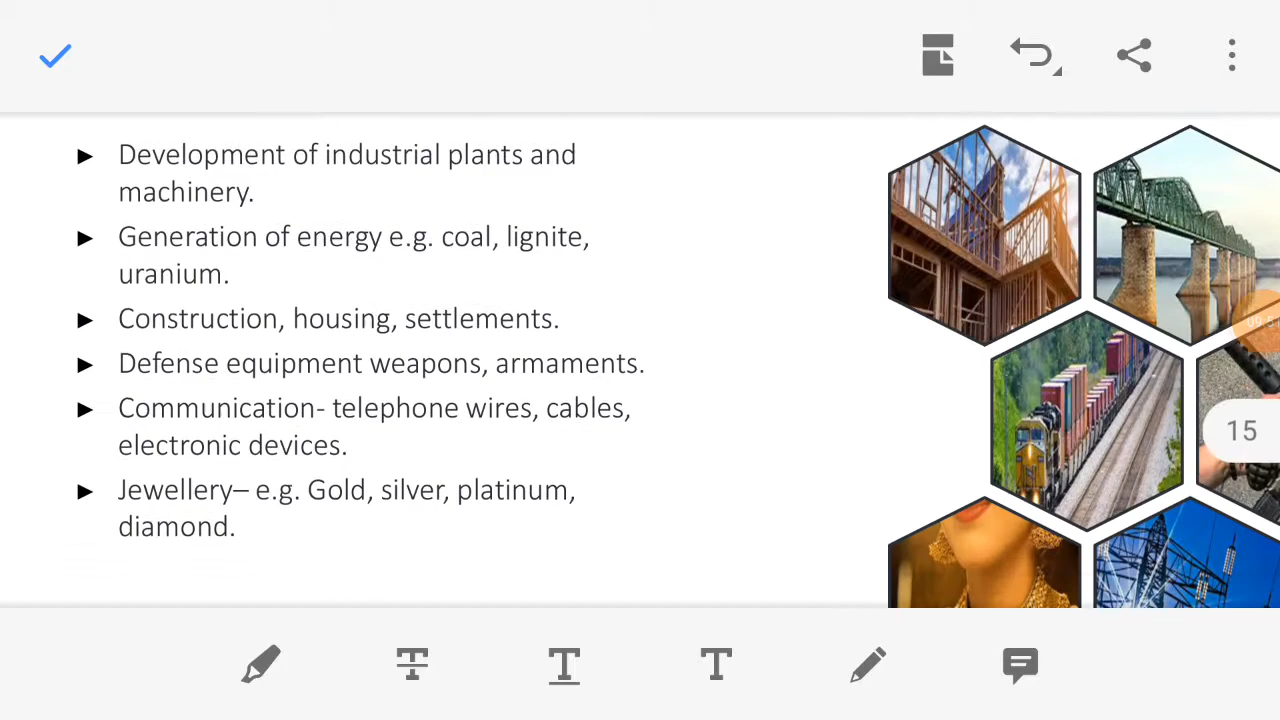 ► Development of industrial plants and
machinery.
► Generation of energy e.g. coal, lignite,
uranium.
► Construction, housing, settlements.
► Defense equipment weapons, armaments.
► Communication- telephone wires, cables,
electronic devices.
► Jewellery– e.g. Gold, silver, platinum,
diamond.
15